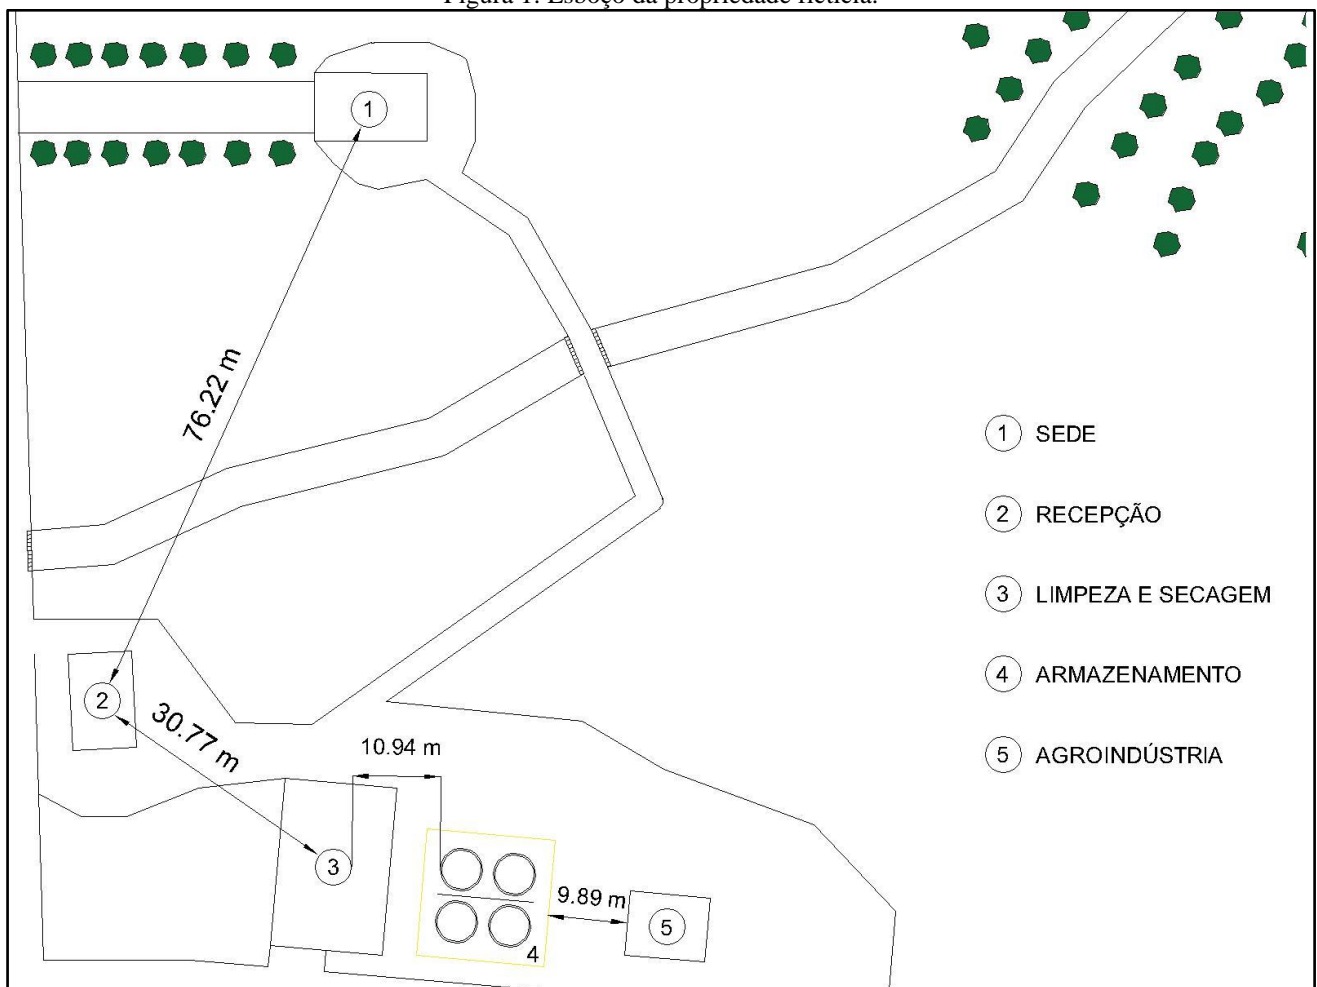 Figura 1: Esboço da propriedade fictícia.
1
76.22 m
1 SEDE
2 RECEPÇÃO
3 LIMPEZA E SECAGEM
4 ARMAZENAMENTO
5 AGROINDÚSTRIA
2
30.77 m
10.94 m
3
9.89 m
4
5